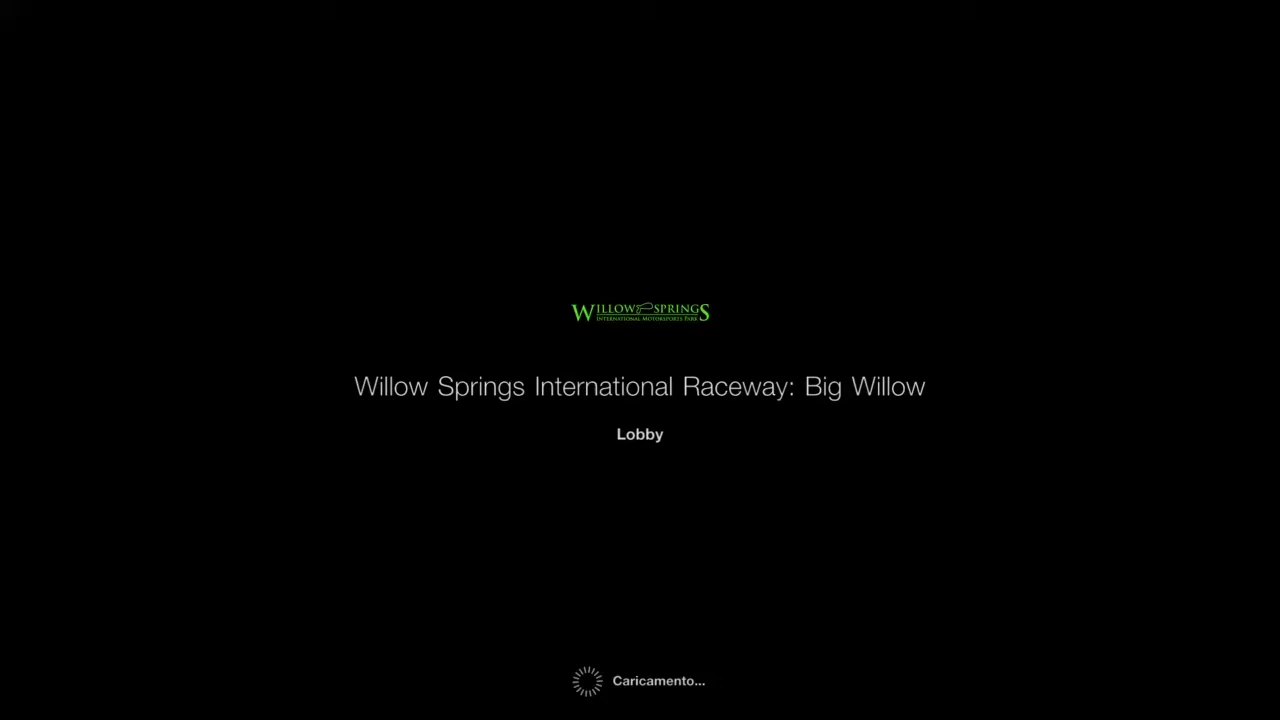 WILLOW SPRINGS
INTERNATIONAL MOTORSPORTS PARK
Willow Springs International Raceway: Big Willow
Lobby
Caricamento...